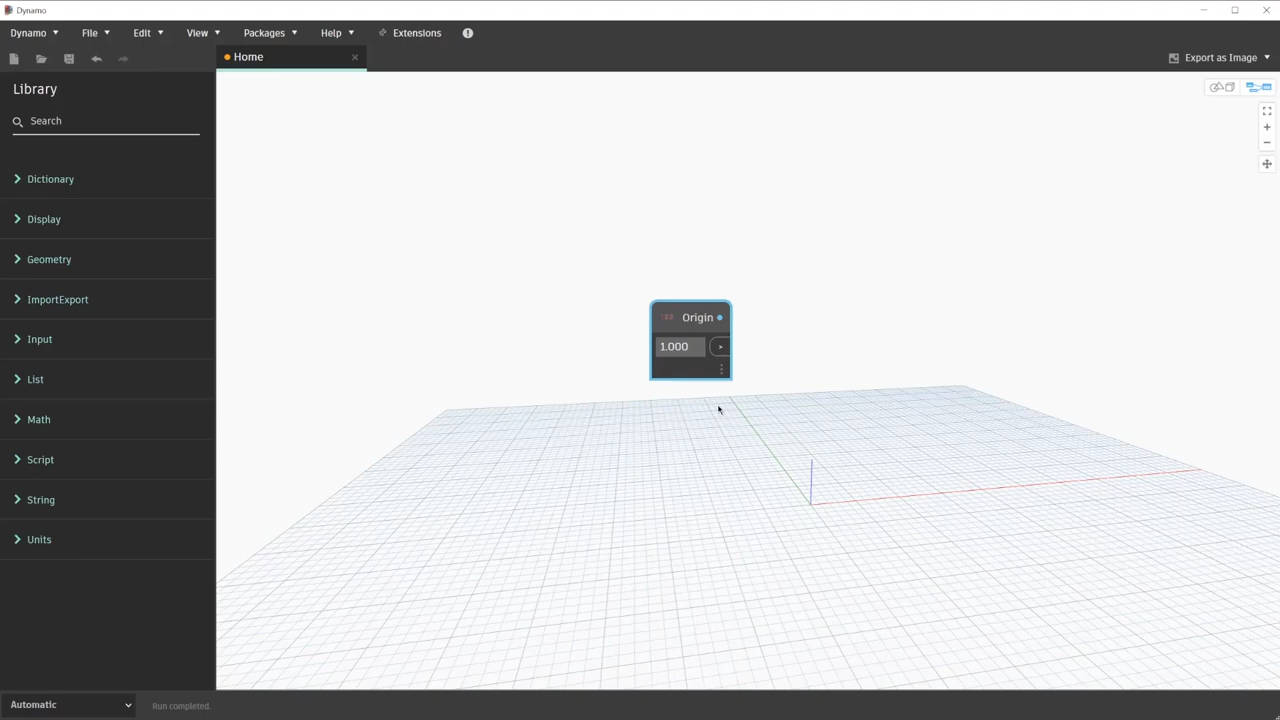 Dynamo
Dynamo File Edit View Packages Help Extensions
Home
Export as Image
Library
Search
Dictionary
Display
Geometry
ImportExport
Input
List
Math
Script
String
Units
Origin
1.000 >
Automatic
Run completed.